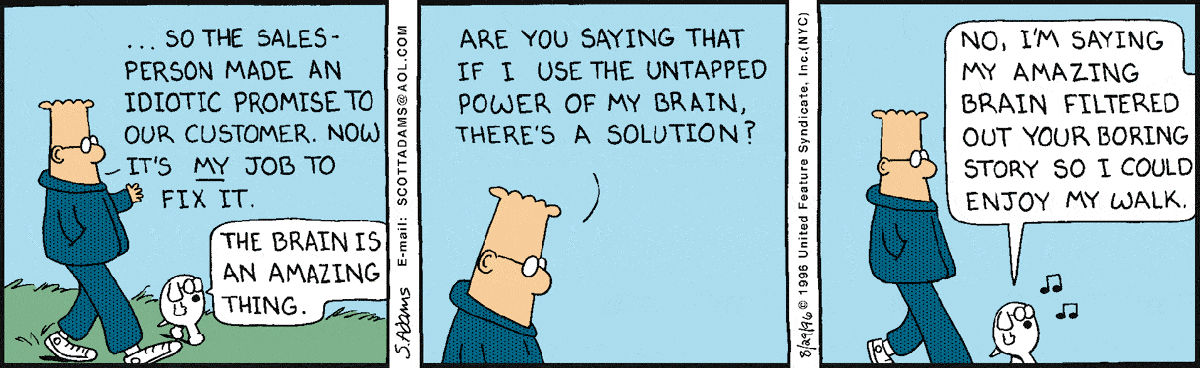 ... SO THE SALES-
PERSON MADE AN
IDIOTIC PROMISE TO
OUR CUSTOMER. NOW
IT'S MY JOB TO
FIX IT.
THE BRAIN IS
AN AMAZING
THING.
S. Adams E-mail: SCOTTADAMS@AOL.COM
ARE YOU SAYING THAT
IF I USE THE UNTAPPED
POWER OF MY BRAIN,
THERE'S A SOLUTION?
8/29/96 © 1996 United Feature Syndicate, Inc.(NYC)
NO, I'M SAYING
MY AMAZING
BRAIN FILTERED
OUT YOUR BORING
STORY SO I COULD
ENJOY MY WALK.